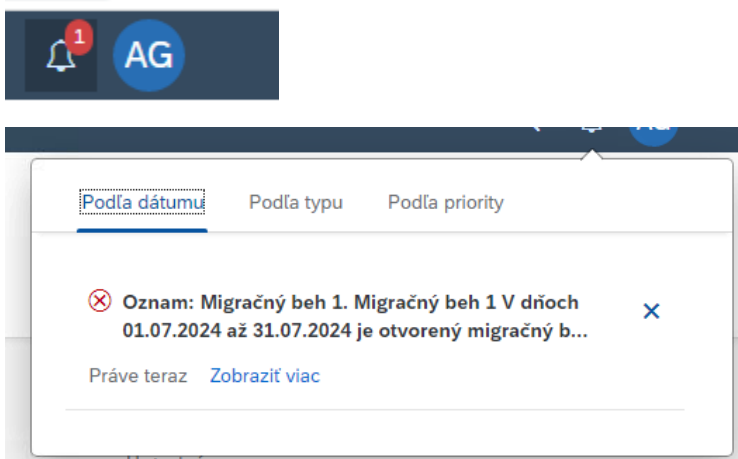 1
AG
Podľa dátumu Podľa typu Podľa priority
Oznam: Migračný beh 1. Migračný beh 1 V dňoch
01.07.2024 až 31.07.2024 je otvorený migračný b...
Práve teraz Zobraziť viac